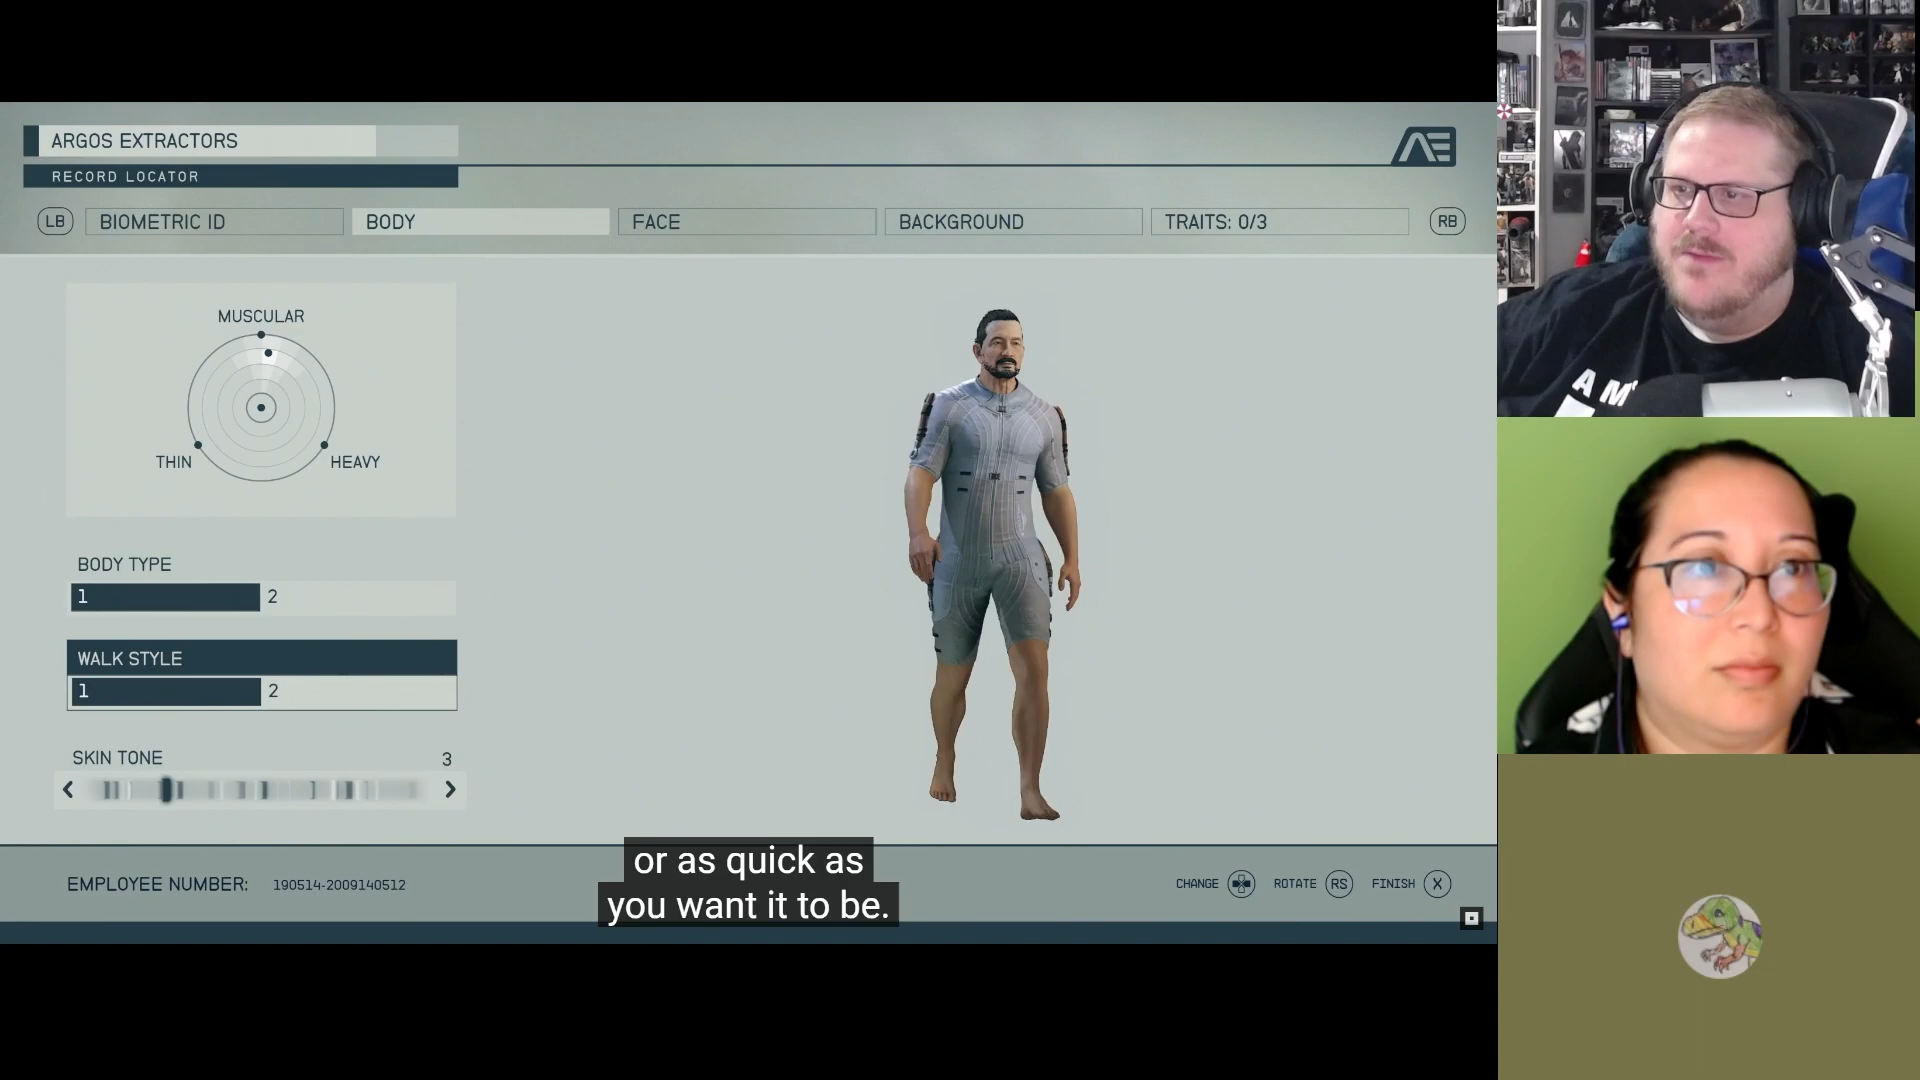 ARGOS EXTRACTORS
RECORD LOCATOR
LB BIOMETRIC ID BODY FACE BACKGROUND TRAITS: 0/3 RB
MUSCULAR
THIN HEAVY
BODY TYPE
1 2
WALK STYLE
1 2
SKIN TONE 3
or as quick as
you want it to be.
EMPLOYEE NUMBER: 190514-2009140512
CHANGE ROTATE RS FINISH X
AE
A M